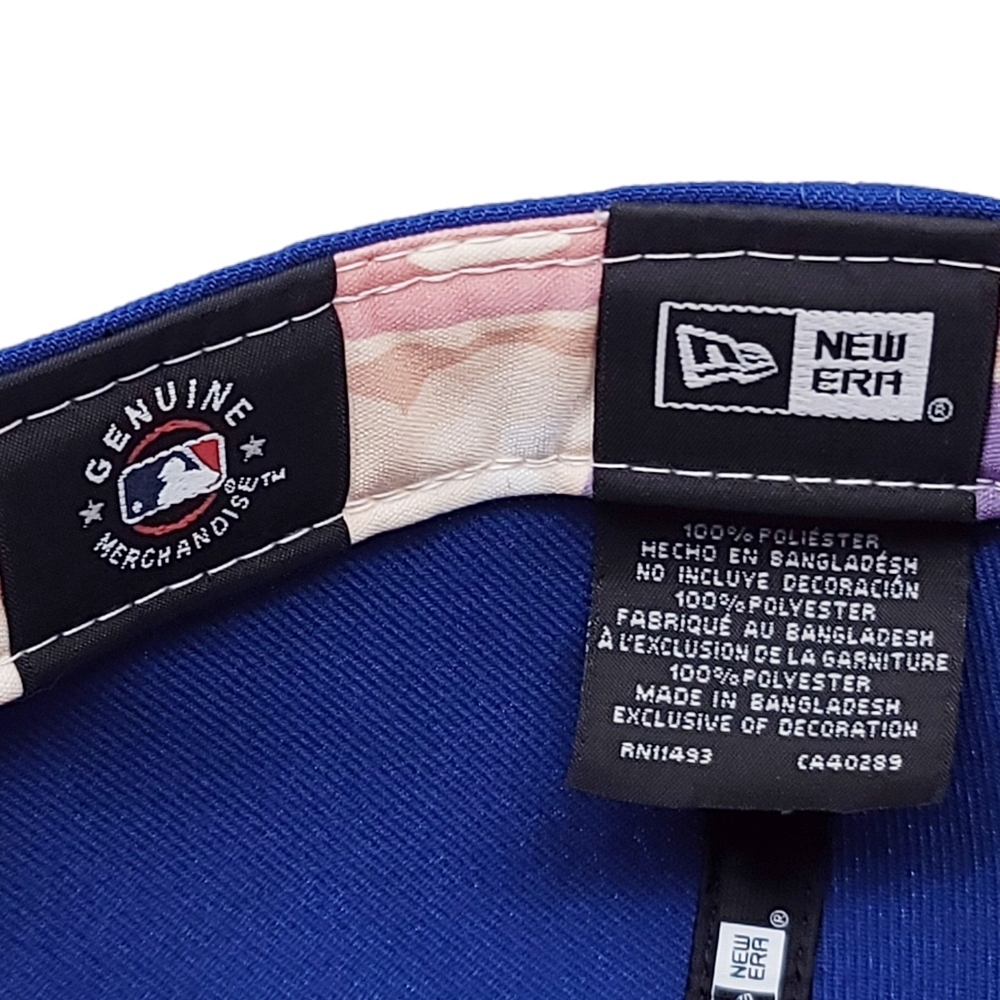 GENUINE
MERCHANDISE™
NE NEW
ERA®
100% POLIÉSTER
HECHO EN BANGLADÉSH
NO INCLUYE DECORACIÓN
100% POLYESTER
FABRIQUÉ AU BANGLADESH
À L'EXCLUSION DE LA GARNITURE
100% POLYESTER
MADE IN BANGLADESH
EXCLUSIVE OF DECORATION
RN11493 CA40289
NEW
ERA®